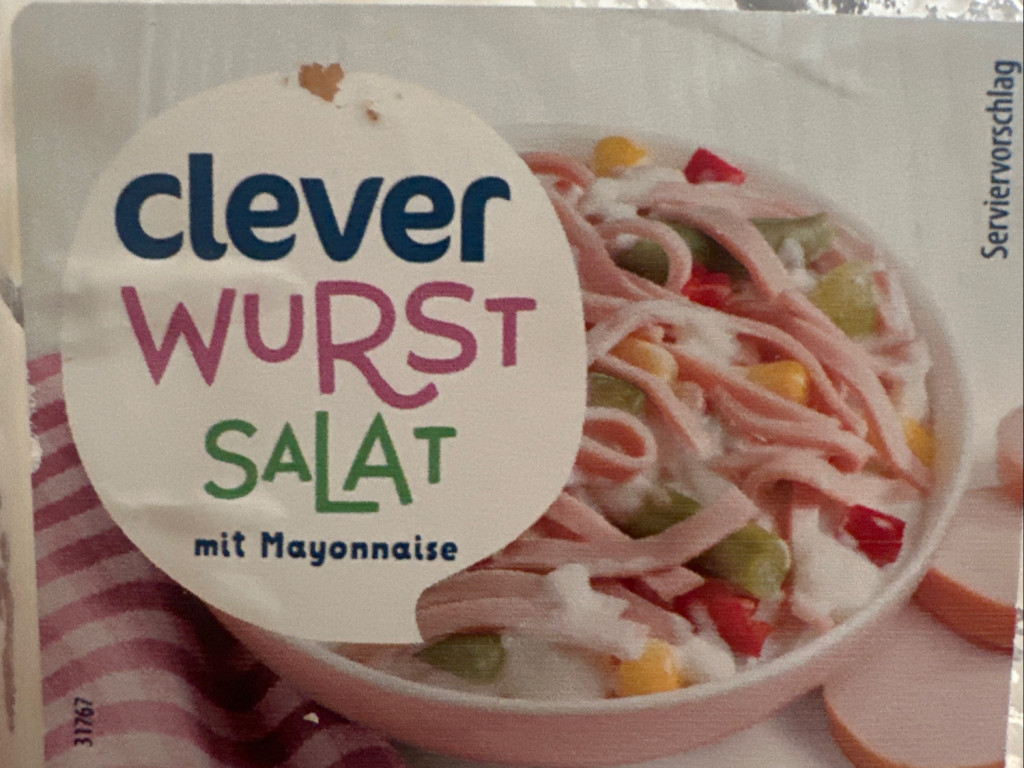 clever
WURST
SALAT
mit Mayonnaise
Serviervorschlag
31767